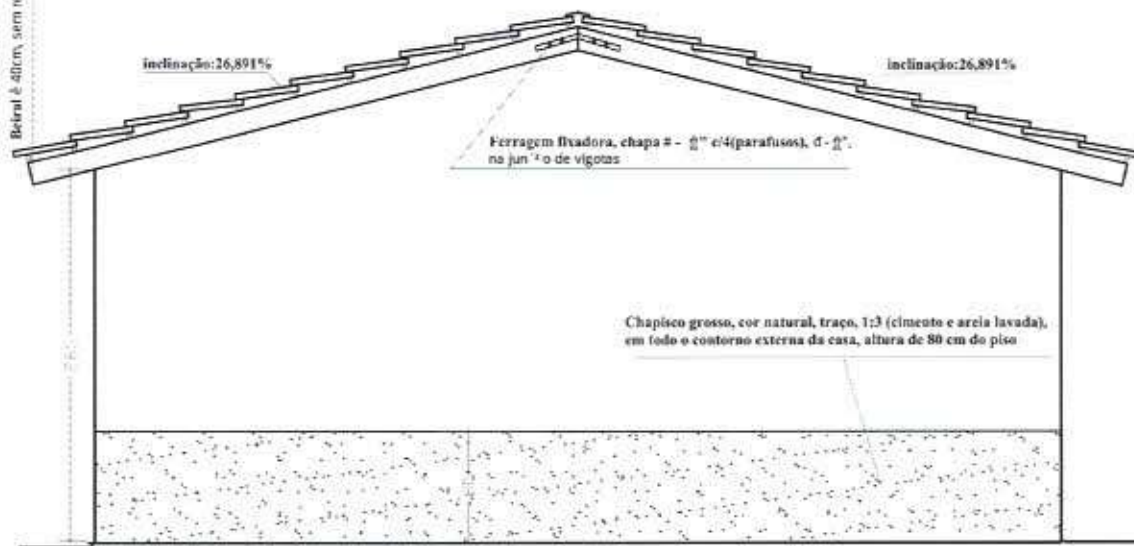 Beiral é 40cm, sem
inclinação:26,891%
inclinação:26,891%
Ferragem fixadora, chapa # - c/4(parafusos), d -
na jun o de vigotas
Chapisco grosso, cor natural, traço, 1:3 (cimento e areia lavada),
em todo o contorno externa da casa, altura de 80 cm do piso